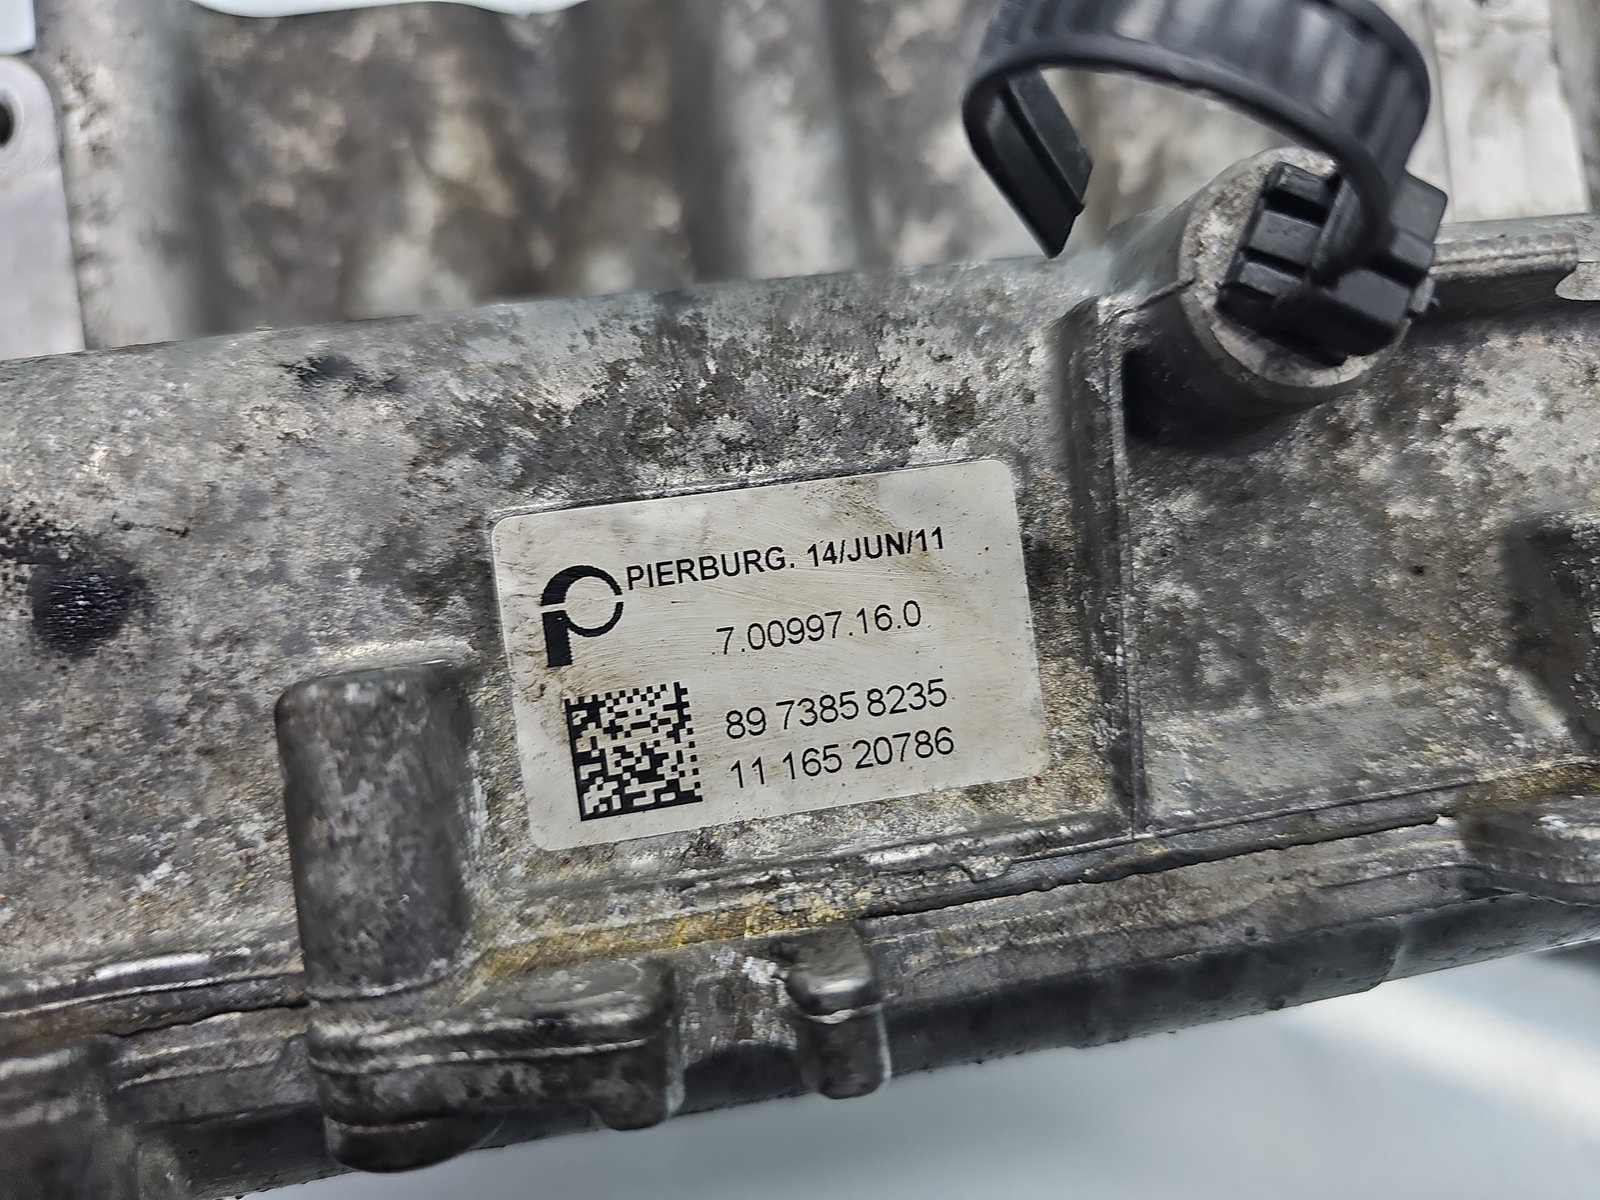 PIERBURG. 14/JUN/11
7.00997.16.0
89 7385 8235
11 165 20786